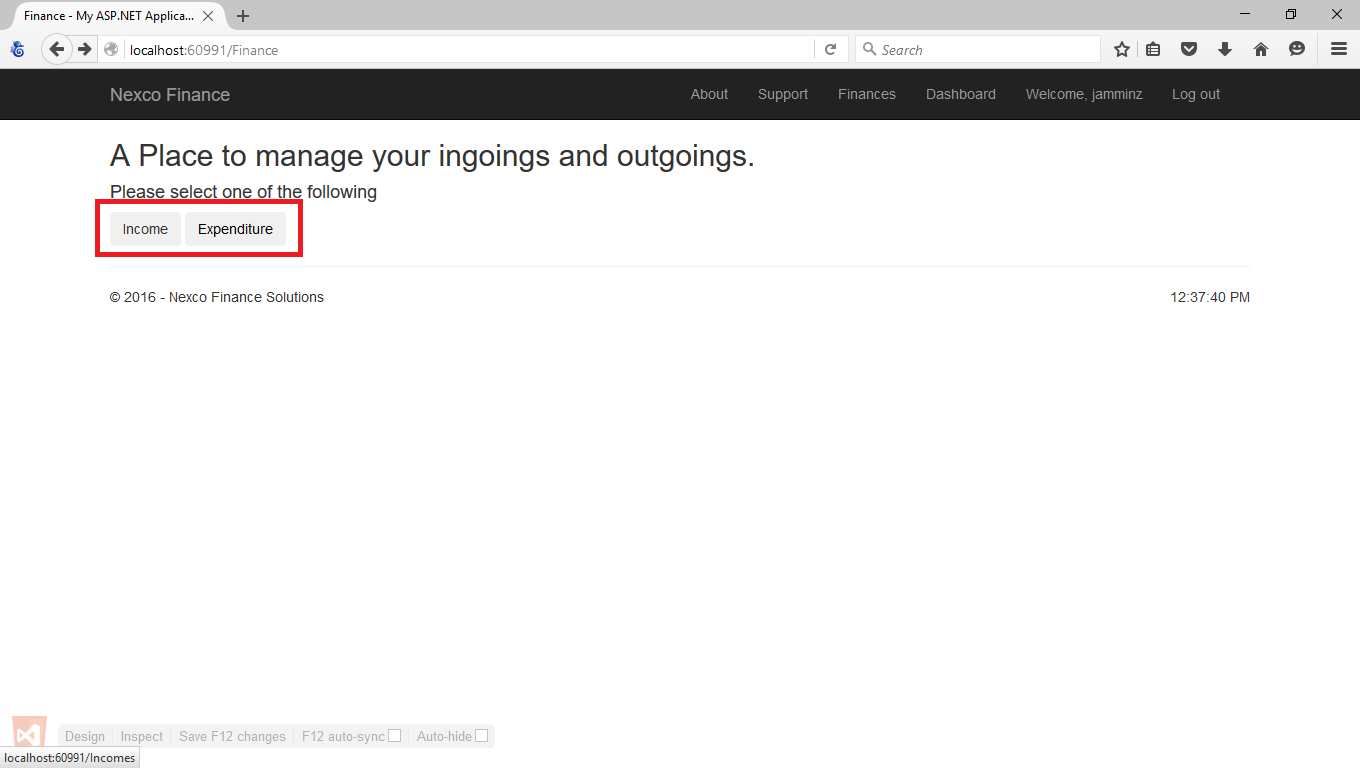 Finance - My ASP.NET Applica...
localhost:60991/Finance
Search
Nexco Finance
About Support Finances Dashboard Welcome, jamminz Log out
A Place to manage your ingoings and outgoings.
Please select one of the following
Income Expenditure
© 2016 - Nexco Finance Solutions
12:37:40 PM
Design Inspect Save F12 changes F12 auto-sync Auto-hide
localhost:60991/Incomes